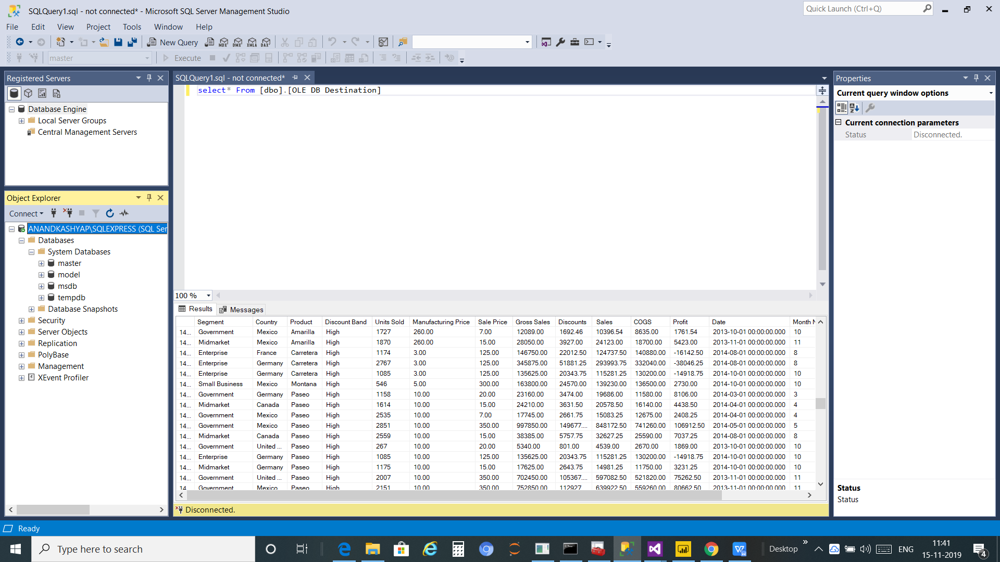 SQLQuery1.sql - not connected* - Microsoft SQL Server Management Studio
Quick Launch (Ctrl+Q)
File Edit View Project Tools Window Help
New Query MDX DMX XMLA DAX
master Execute
Registered Servers
Database Engine
Local Server Groups
Central Management Servers
Object Explorer
Connect
ANANDKASHYAP\SQLEXPRESS (SQL Ser
Databases
System Databases
master
model
msdb
tempdb
Database Snapshots
Security
Server Objects
Replication
PolyBase
Management
XEvent Profiler
SQLQuery1.sql - not connected*
select* From [dbo].[OLE DB Destination]
100 %
Results Messages
Segment Country Product Discount Band Units Sold Manufacturing Price Sale Price Gross Sales Discounts Sales COGS Profit Date Month N
14... Government Mexico Amarilla High 1727 260.00 7.00 12089.00 1692.46 10396.54 8635.00 1761.54 2013-10-01 00:00:00.000 10
14... Midmarket Mexico Amarilla High 1870 260.00 15.00 28050.00 3927.00 24123.00 18700.00 5423.00 2013-11-01 00:00:00.000 11
14... Enterprise France Carretera High 1174 3.00 125.00 146750.00 22012.50 124737.50 140880.00 -16142.50 2014-08-01 00:00:00.000 8
14... Enterprise Germany Carretera High 2767 3.00 125.00 345875.00 51881.25 293993.75 332040.00 -38046.25 2014-08-01 00:00:00.000 8
14... Enterprise Germany Carretera High 1085 3.00 125.00 135625.00 20343.75 115281.25 130200.00 -14918.75 2014-10-01 00:00:00.000 10
14... Small Business Mexico Montana High 546 5.00 300.00 163800.00 24570.00 139230.00 136500.00 2730.00 2014-10-01 00:00:00.000 10
14... Government Germany Paseo High 1158 10.00 20.00 23160.00 3474.00 19686.00 11580.00 8106.00 2014-03-01 00:00:00.000 3
14... Midmarket Canada Paseo High 1614 10.00 15.00 24210.00 3631.50 20578.50 16140.00 4438.50 2014-04-01 00:00:00.000 4
14... Government Mexico Paseo High 2535 10.00 7.00 17745.00 2661.75 15083.25 12675.00 2408.25 2014-04-01 00:00:00.000 4
14... Government Mexico Paseo High 2851 10.00 350.00 997850.00 149677.... 848172.50 741260.00 106912.50 2014-05-01 00:00:00.000 5
14... Midmarket Canada Paseo High 2559 10.00 15.00 38385.00 5757.75 32627.25 25590.00 7037.25 2014-08-01 00:00:00.000 8
14... Government United ... Paseo High 267 10.00 20.00 5340.00 801.00 4539.00 2670.00 1869.00 2013-10-01 00:00:00.000 10
14... Enterprise Germany Paseo High 1085 10.00 125.00 135625.00 20343.75 115281.25 130200.00 -14918.75 2014-10-01 00:00:00.000 10
14... Midmarket Germany Paseo High 1175 10.00 15.00 17625.00 2643.75 14981.25 11750.00 3231.25 2014-10-01 00:00:00.000 10
14... Government United ... Paseo High 2007 10.00 350.00 702450.00 105367.... 597082.50 521820.00 75262.50 2013-11-01 00:00:00.000 11
14 Government Mexico Paseo High 2151 10.00 350.00 752850.00 112927 639922.50 559260.00 80662.50 2013-11-01 00:00:00.000 11
Disconnected.
Properties
Current query window options
Current connection parameters
Status Disconnected.
Status
Status
Ready
Type here to search
Desktop ENG
11:41
15-11-2019
4